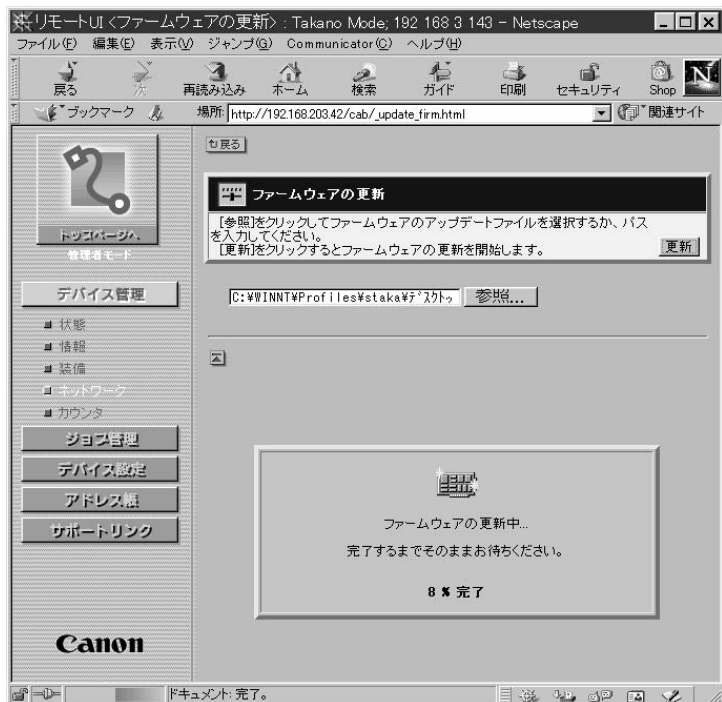 リモートUI <ファームウェアの更新> : Takano Mode; 192 168 3 143 - Netscape
ファイル(F) 編集(E) 表示(V) ジャンプ(G) Communicator(C) ヘルプ(H)
戻る 次 再読み込み ホーム 検索 ガイド 印刷 セキュリティ Shop N
ブックマーク 場所: http://192.168.203.42/cab/_update_firm.html 関連サイト
戻る
ファームウェアの更新
[参照]をクリックしてファームウェアのアップデートファイルを選択するか、パス
を入力してください。
[更新]をクリックするとファームウェアの更新を開始します。
更新
トップページへ
管理者モード
デバイス管理
状態
情報
装備
ネットワーク
カウンタ
ジョブ管理
デバイス設定
アドレス帳
サポートリンク
Canon
C:¥WINNT¥Profiles¥staka¥ﾃﾞｽｸﾄｯ 参照...
ファームウェアの更新中...
完了するまでそのままお待ちください。
8 % 完了
ドキュメント: 完了。